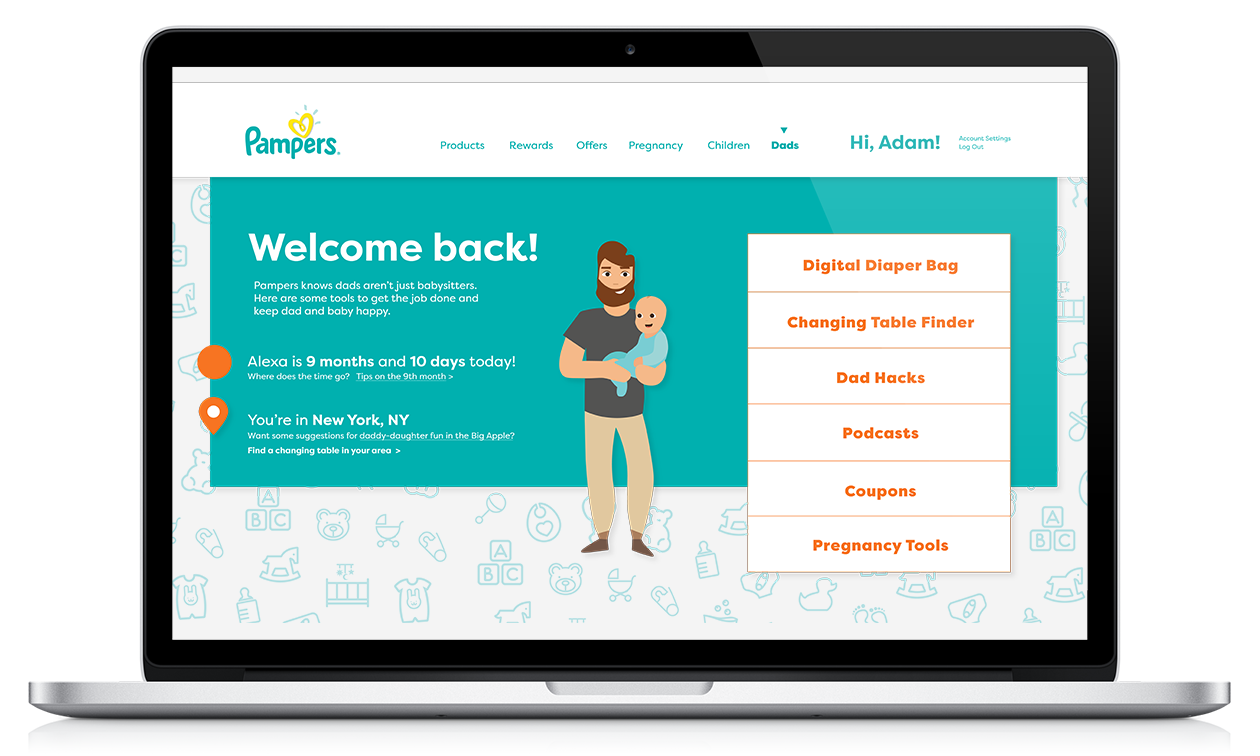 Pampers
Products Rewards Offers Pregnancy Children Dads
Hi, Adam!
Account Settings
Log Out
Welcome back!
Pampers knows dads aren't just babysitters.
Here are some tools to get the job done and
keep dad and baby happy.
Alexa is 9 months and 10 days today!
Where does the time go? Tips on the 9th month >
You're in New York, NY
Want some suggestions for daddy-daughter fun in the Big Apple?
Find a changing table in your area >
Digital Diaper Bag
Changing Table Finder
Dad Hacks
Podcasts
Coupons
Pregnancy Tools
A
B C
A
B C
A
B C